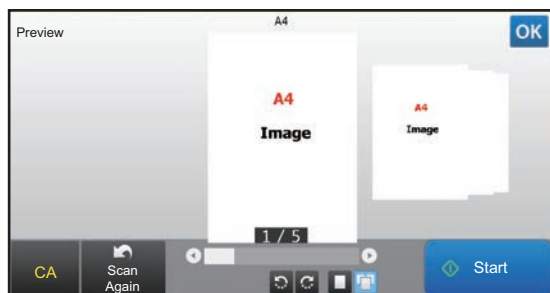 A4
Preview
OK
A4
Image
A4
Image
1 / 5
CA
Scan
Again
Start